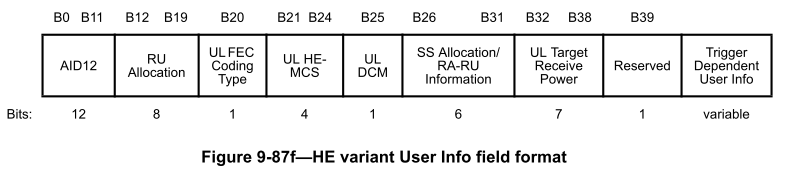 B0 B11 B12 B19 B20 B21 B24 B25 B26 B31 B32 B38 B39
AID12
RU
Allocation
UL FEC
Coding
Type
UL HE-
MCS
UL
DCM
SS Allocation/
RA-RU
Information
UL Target
Receive
Power
Reserved
Trigger
Dependent
User Info
Bits: 12 8 1 4 1 6 7 1 variable
Figure 9-87f—HE variant User Info field format